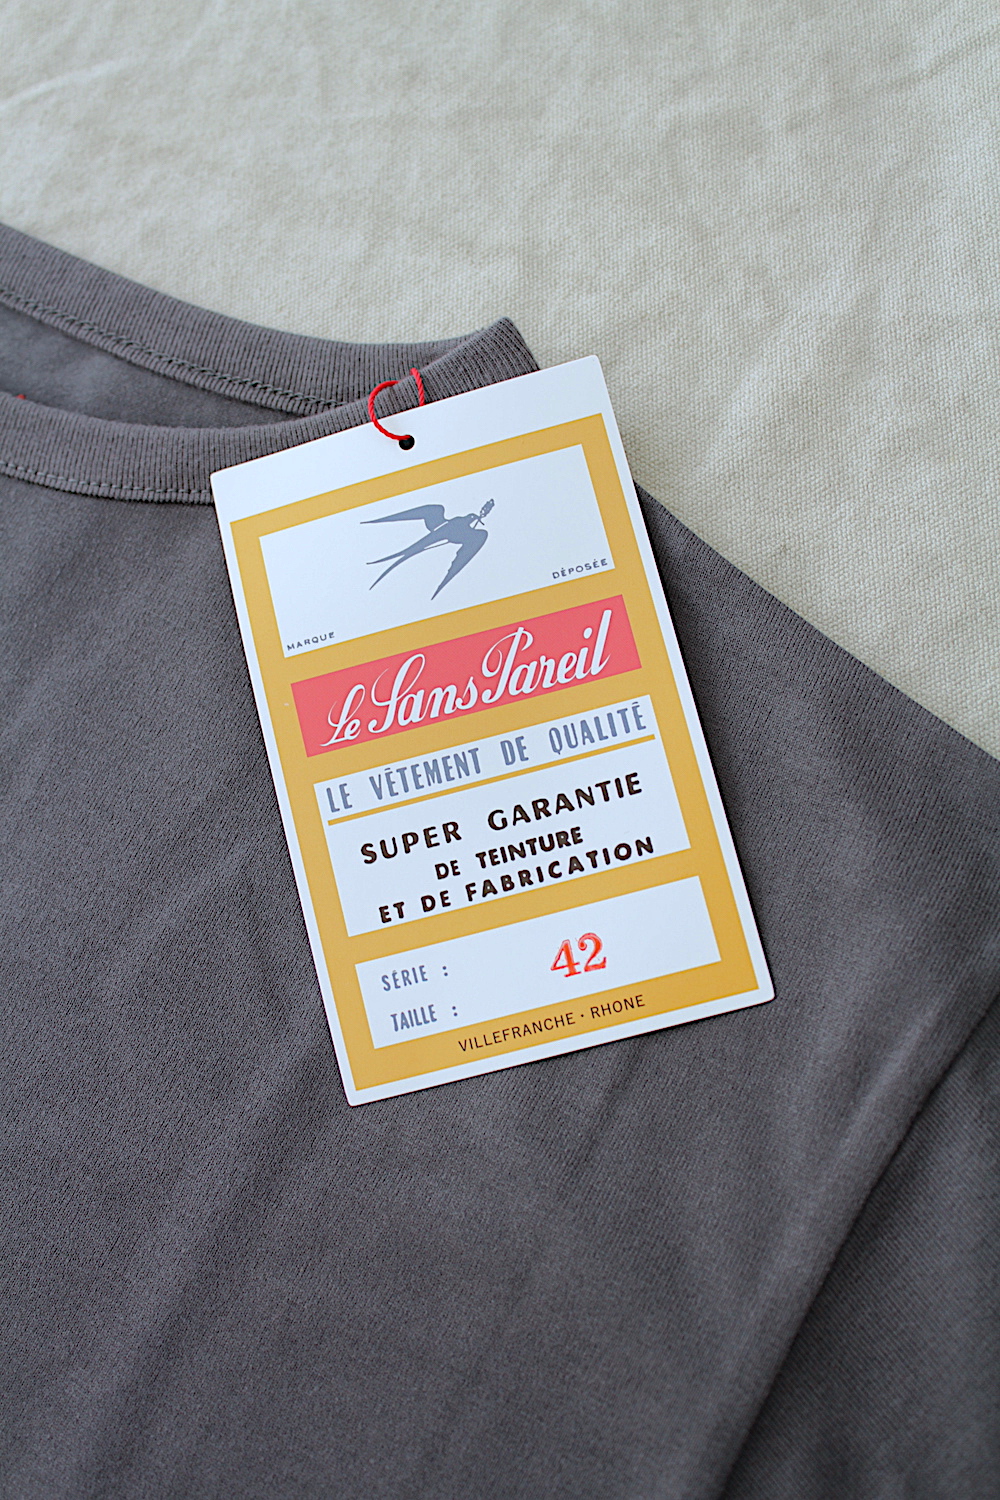 MARQUE DÉPOSÉE
Le Sans Pareil
LE VÊTEMENT DE QUALITÉ
SUPER GARANTIE
DE TEINTURE
ET DE FABRICATION
SÉRIE : 42
TAILLE :
VILLEFRANCHE · RHONE